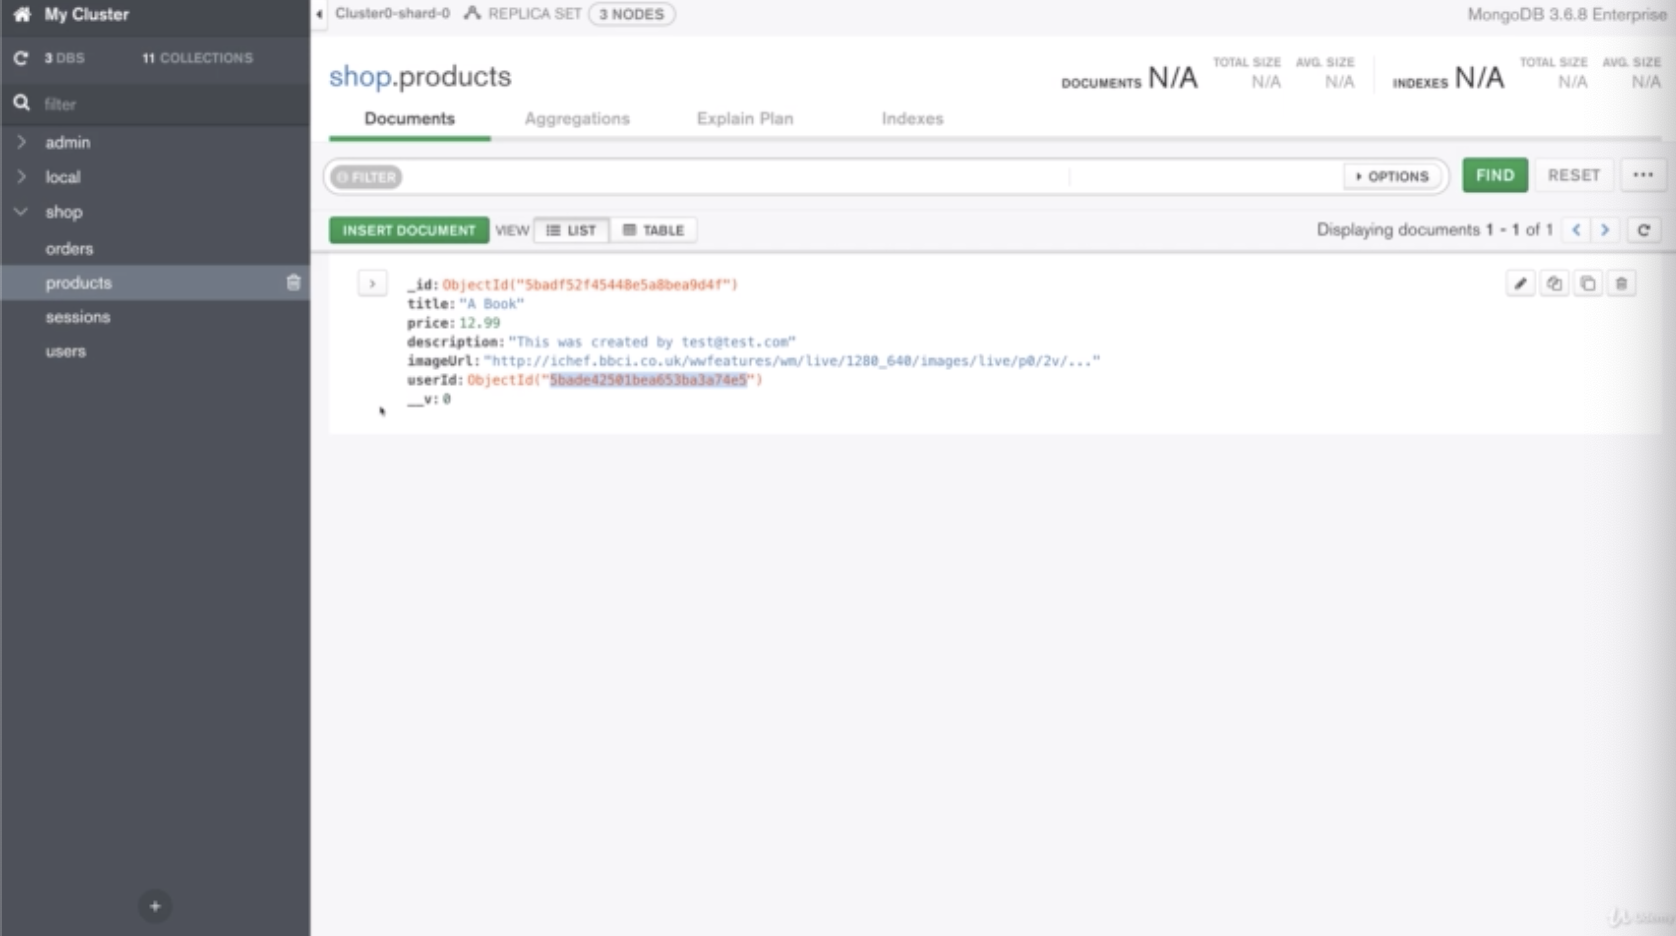 My Cluster
3 DBS 11 COLLECTIONS
filter
admin
local
shop
orders
products
sessions
users
Cluster0-shard-0 REPLICA SET 3 NODES
MongoDB 3.6.8 Enterprise
shop.products
DOCUMENTS N/A TOTAL SIZE N/A AVG. SIZE N/A INDEXES N/A TOTAL SIZE N/A AVG. SIZE N/A
Documents Aggregations Explain Plan Indexes
FILTER OPTIONS FIND RESET ...
INSERT DOCUMENT VIEW LIST TABLE Displaying documents 1 - 1 of 1
_id: ObjectId("5badf52f45448e5a8bea9d4f")
title: "A Book"
price: 12.99
description: "This was created by test@test.com"
imageUrl: "http://ichef.bbci.co.uk/wwfeatures/wm/live/1280_640/images/live/p0/2v/..."
userId: ObjectId("5bade42501bea653ba3a74e5")
__v: 0
Udemy